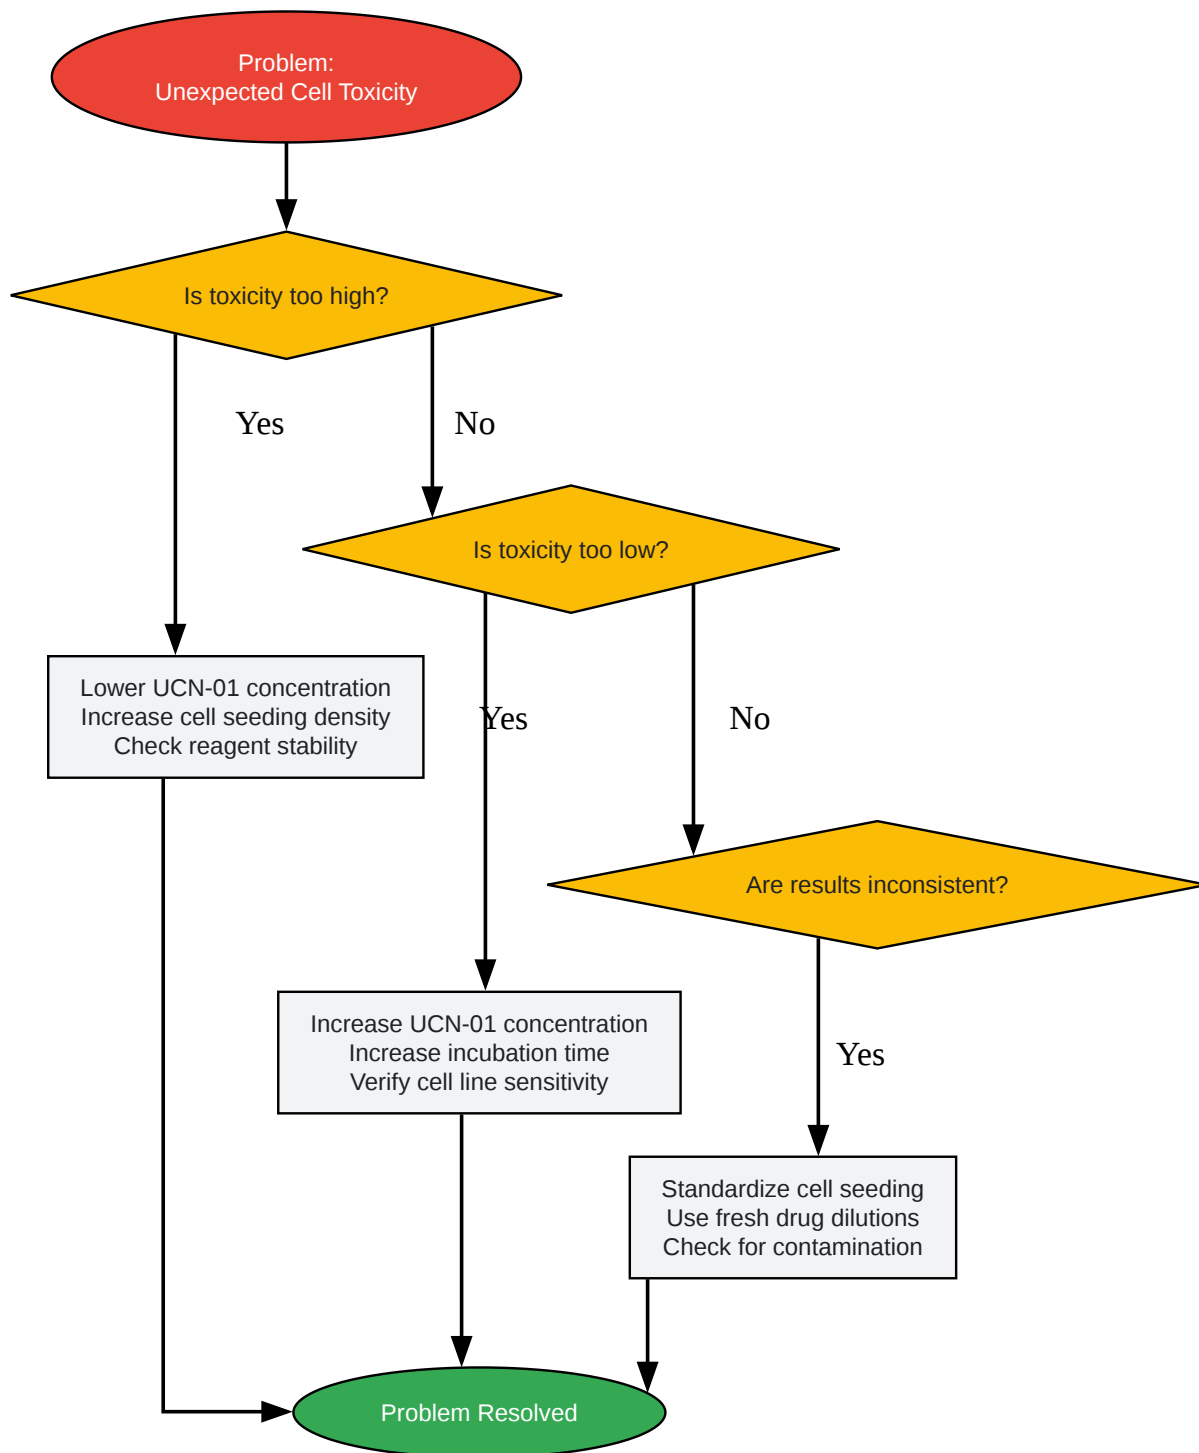 Problem:
Unexpected Cell Toxicity
Is toxicity too high?
Yes
No
Is toxicity too low?
Lower UCN-01 concentration
Increase cell seeding density
Check reagent stability
Yes
No
Are results inconsistent?
Increase UCN-01 concentration
Increase incubation time
Verify cell line sensitivity
Yes
Standardize cell seeding
Use fresh drug dilutions
Check for contamination
Problem Resolved